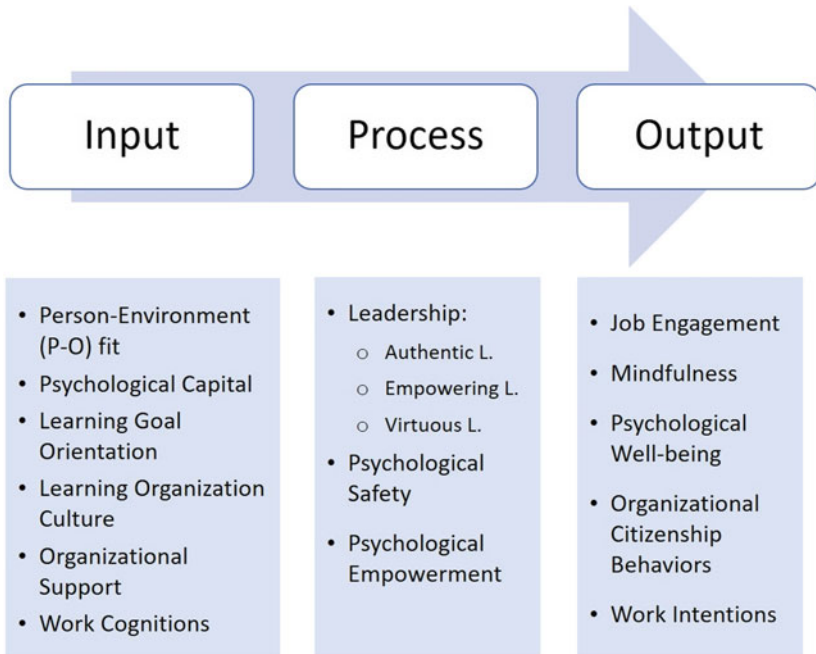 Input
Process
Output
• Person-Environment
(P-O) fit
• Psychological Capital
• Learning Goal
Orientation
• Learning Organization
Culture
• Organizational
Support
• Work Cognitions
• Leadership:
o Authentic L.
o Empowering L.
o Virtuous L.
• Psychological
Safety
• Psychological
Empowerment
• Job Engagement
• Mindfulness
• Psychological
Well-being
• Organizational
Citizenship
Behaviors
• Work Intentions